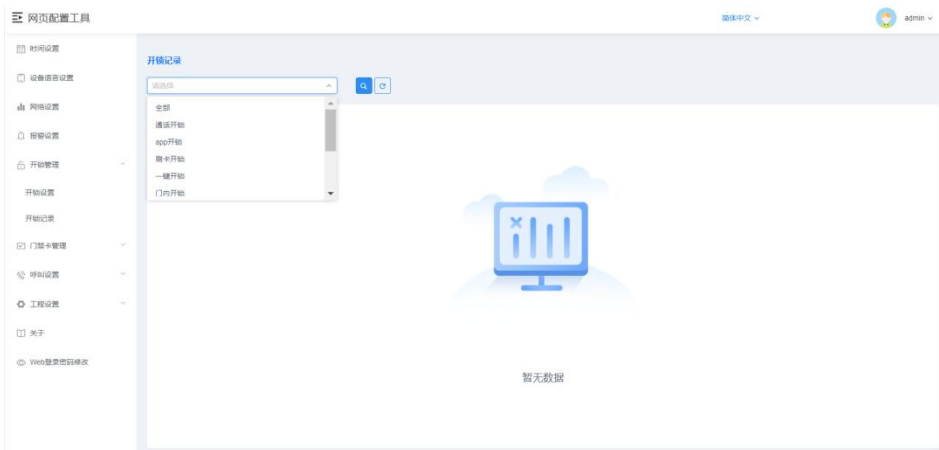 网页配置工具
简体中文
admin
时间设置
设备语言设置
网络设置
报警设置
开锁管理
开锁设置
开锁记录
门禁卡管理
呼叫设置
工程设置
关于
Web登录密码修改
开锁记录
请选择
全部
通话开锁
app开锁
刷卡开锁
一键开锁
门内开锁
暂无数据